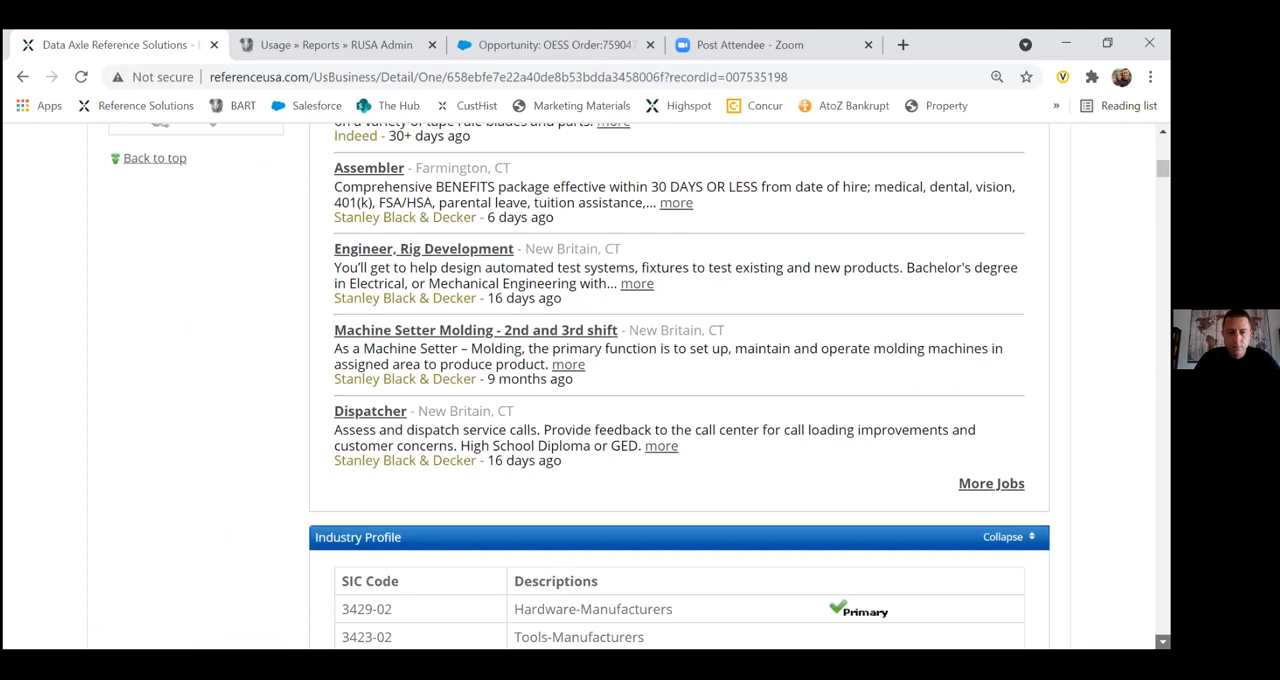 Data Axle Reference Solutions -
Usage » Reports » RUSA Admin
Opportunity: OESS Order:75904
Post Attendee - Zoom
Not secure
referenceusa.com/UsBusiness/Detail/One/658ebfe7e22a40de8b53bdda3458006f?recordId=007535198
Apps
Reference Solutions
BART
Salesforce
The Hub
CustHist
Marketing Materials
Highspot
Concur
AtoZ Bankrupt
Property
»
Reading list
on a variety of tape rule blades and parts. more
Indeed - 30+ days ago
Back to top
Assembler - Farmington, CT
Comprehensive BENEFITS package effective within 30 DAYS OR LESS from date of hire; medical, dental, vision,
401(k), FSA/HSA, parental leave, tuition assistance,... more
Stanley Black & Decker - 6 days ago
Engineer, Rig Development - New Britain, CT
You'll get to help design automated test systems, fixtures to test existing and new products. Bachelor's degree
in Electrical, or Mechanical Engineering with... more
Stanley Black & Decker - 16 days ago
Machine Setter Molding - 2nd and 3rd shift - New Britain, CT
As a Machine Setter – Molding, the primary function is to set up, maintain and operate molding machines in
assigned area to produce product. more
Stanley Black & Decker - 9 months ago
Dispatcher - New Britain, CT
Assess and dispatch service calls. Provide feedback to the call center for call loading improvements and
customer concerns. High School Diploma or GED. more
Stanley Black & Decker - 16 days ago
More Jobs
Industry Profile
Collapse
SIC Code
Descriptions
3429-02
Hardware-Manufacturers
Primary
3423-02
Tools-Manufacturers